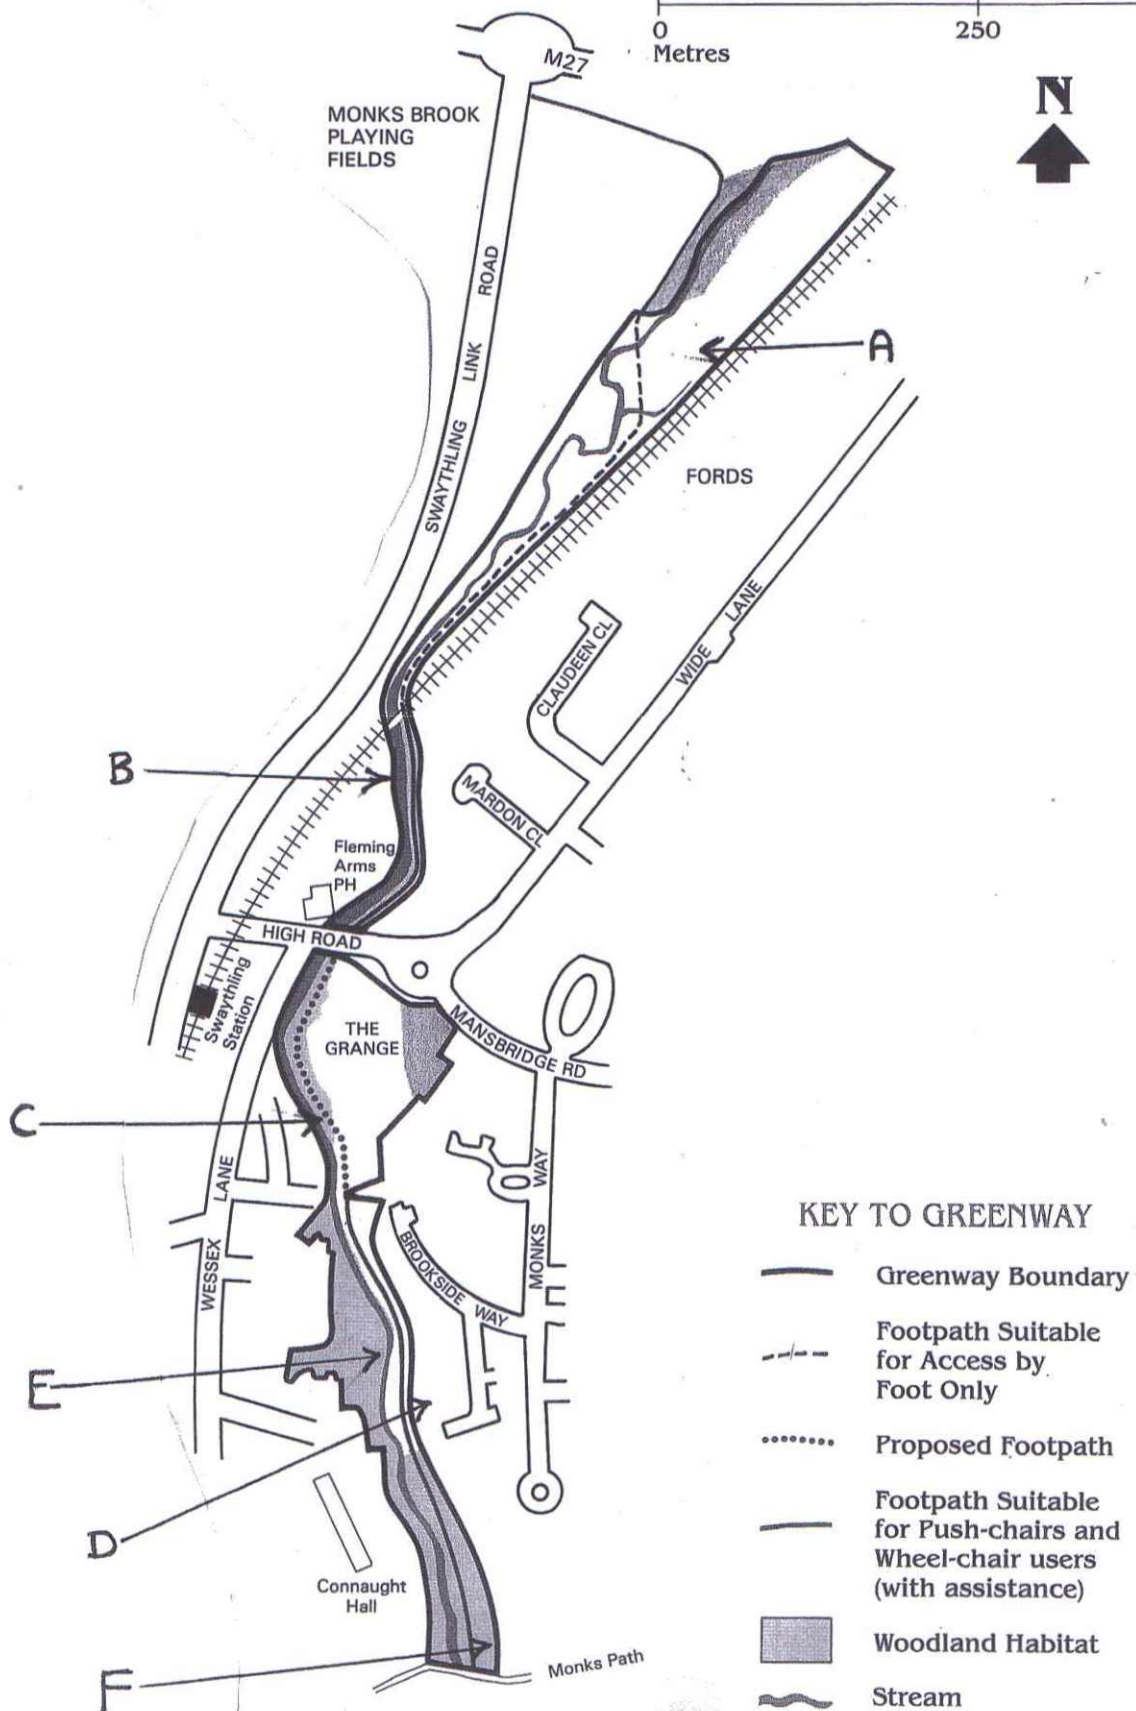 0
250
Metres
M27
N
MONKS BROOK
PLAYING
FIELDS
SWAYTHLING LINK ROAD
A
FORDS
WIDE LANE
CLAUDEEN CL
B
MARDON CL
Fleming
Arms
PH
HIGH ROAD
Swaythling
Station
THE
GRANGE
MANSBRIDGE RD
C
WESSEX LANE
MONKS WAY
BROOKSIDE WAY
E
D
Connaught
Hall
F
Monks Path
KEY TO GREENWAY
Greenway Boundary
Footpath Suitable
for Access by
Foot Only
Proposed Footpath
Footpath Suitable
for Push-chairs and
Wheel-chair users
(with assistance)
Woodland Habitat
Stream